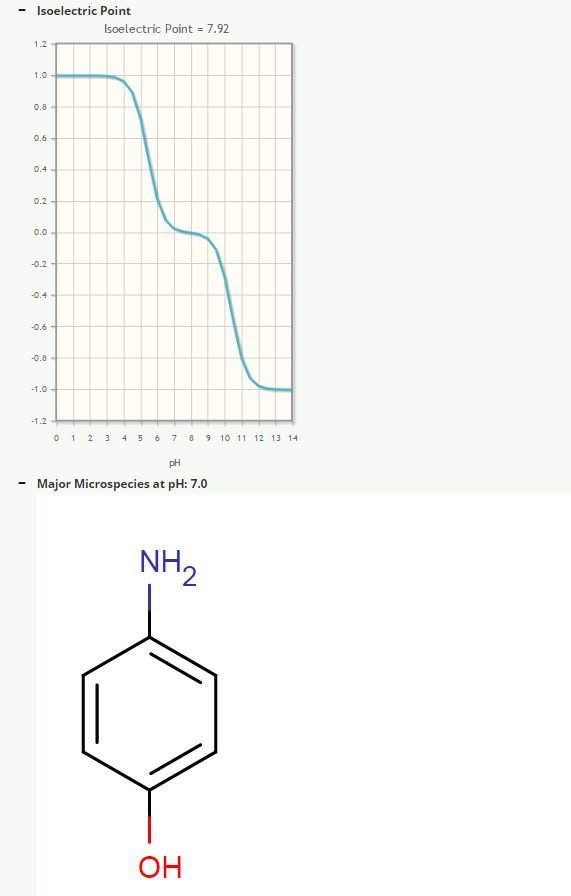 Isoelectric Point
Isoelectric Point = 7.92
1.2
1.0
0.8
0.6
0.4
0.2
0.0
-0.2
-0.4
-0.6
-0.8
-1.0
-1.2
0 1 2 3 4 5 6 7 8 9 10 11 12 13 14
pH
Major Microspecies at pH: 7.0
NH2
OH